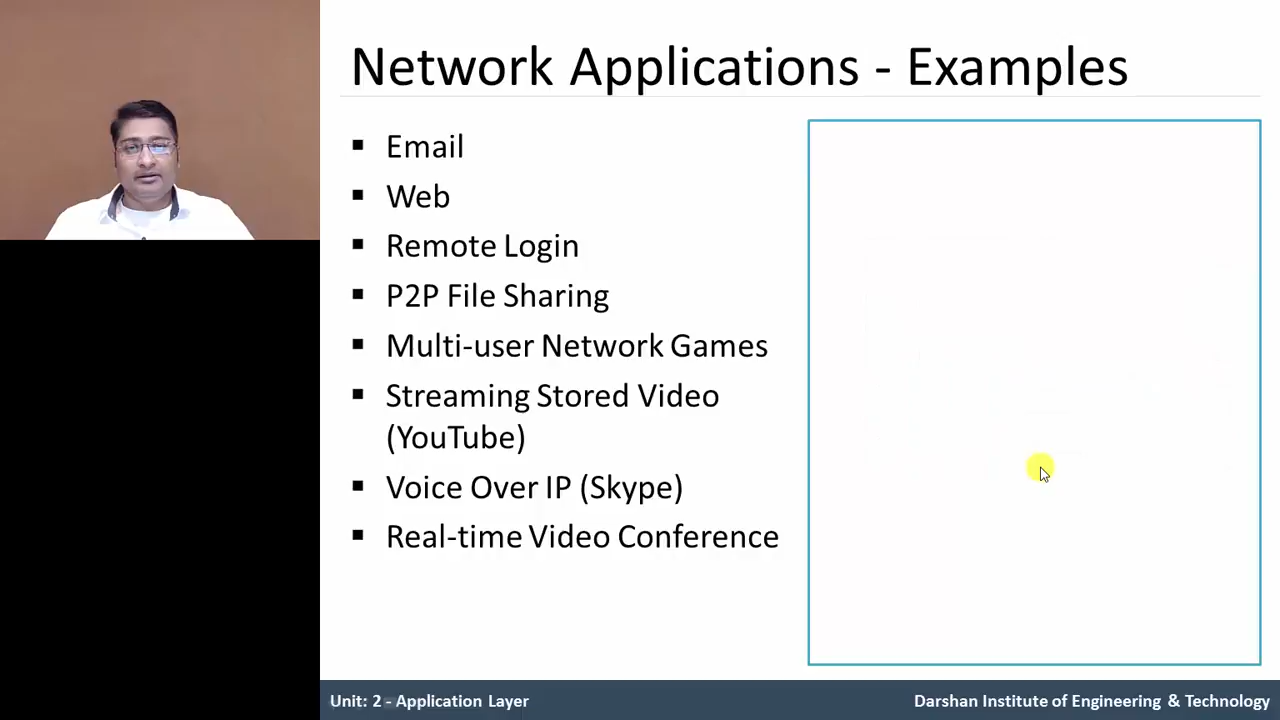 Network Applications - Examples
▪ Email
▪ Web
▪ Remote Login
▪ P2P File Sharing
▪ Multi-user Network Games
▪ Streaming Stored Video
(YouTube)
▪ Voice Over IP (Skype)
▪ Real-time Video Conference
Unit: 2 - Application Layer
Darshan Institute of Engineering & Technology